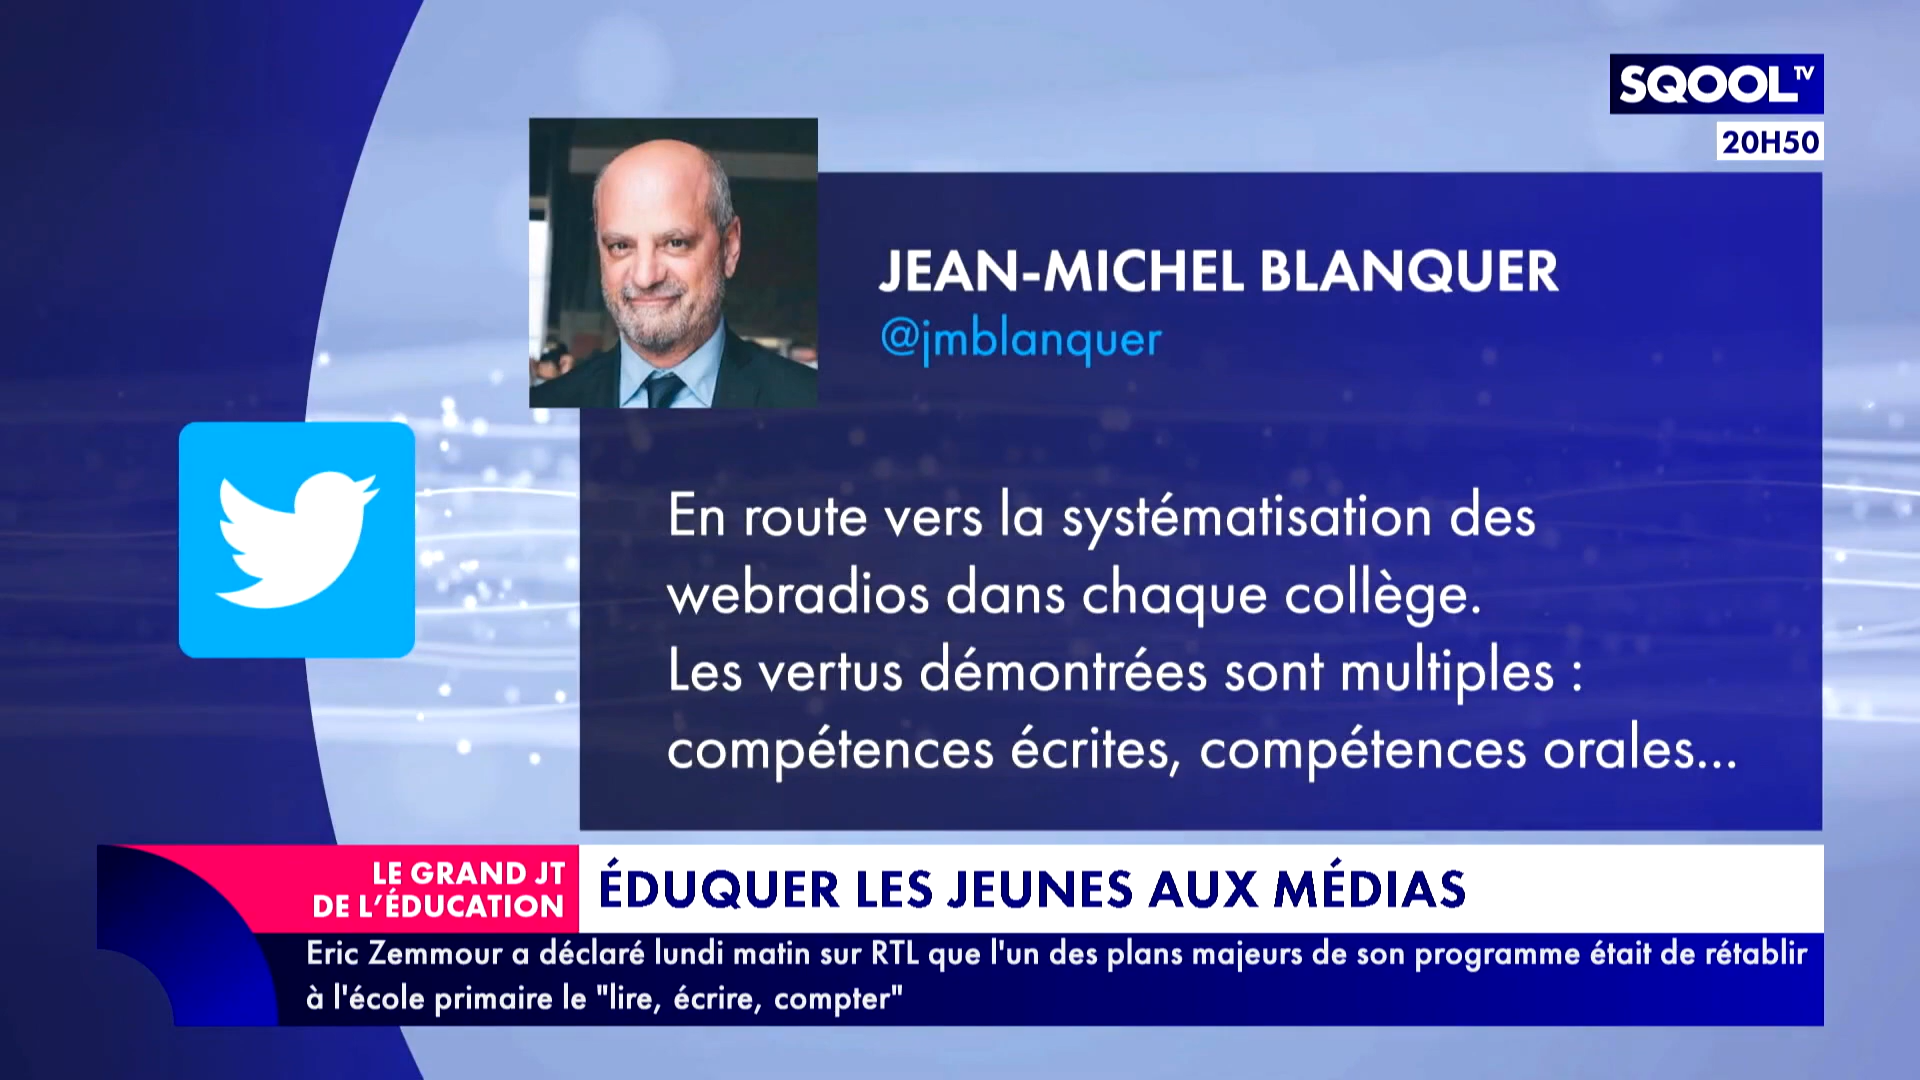 SQOOL TV
20H50
JEAN-MICHEL BLANQUER
@jmblanquer
En route vers la systématisation des
webradios dans chaque collège.
Les vertus démontrées sont multiples :
compétences écrites, compétences orales...
LE GRAND JT
DE L'ÉDUCATION
ÉDUQUER LES JEUNES AUX MÉDIAS
Eric Zemmour a déclaré lundi matin sur RTL que l'un des plans majeurs de son programme était de rétablir
à l'école primaire le "lire, écrire, compter"